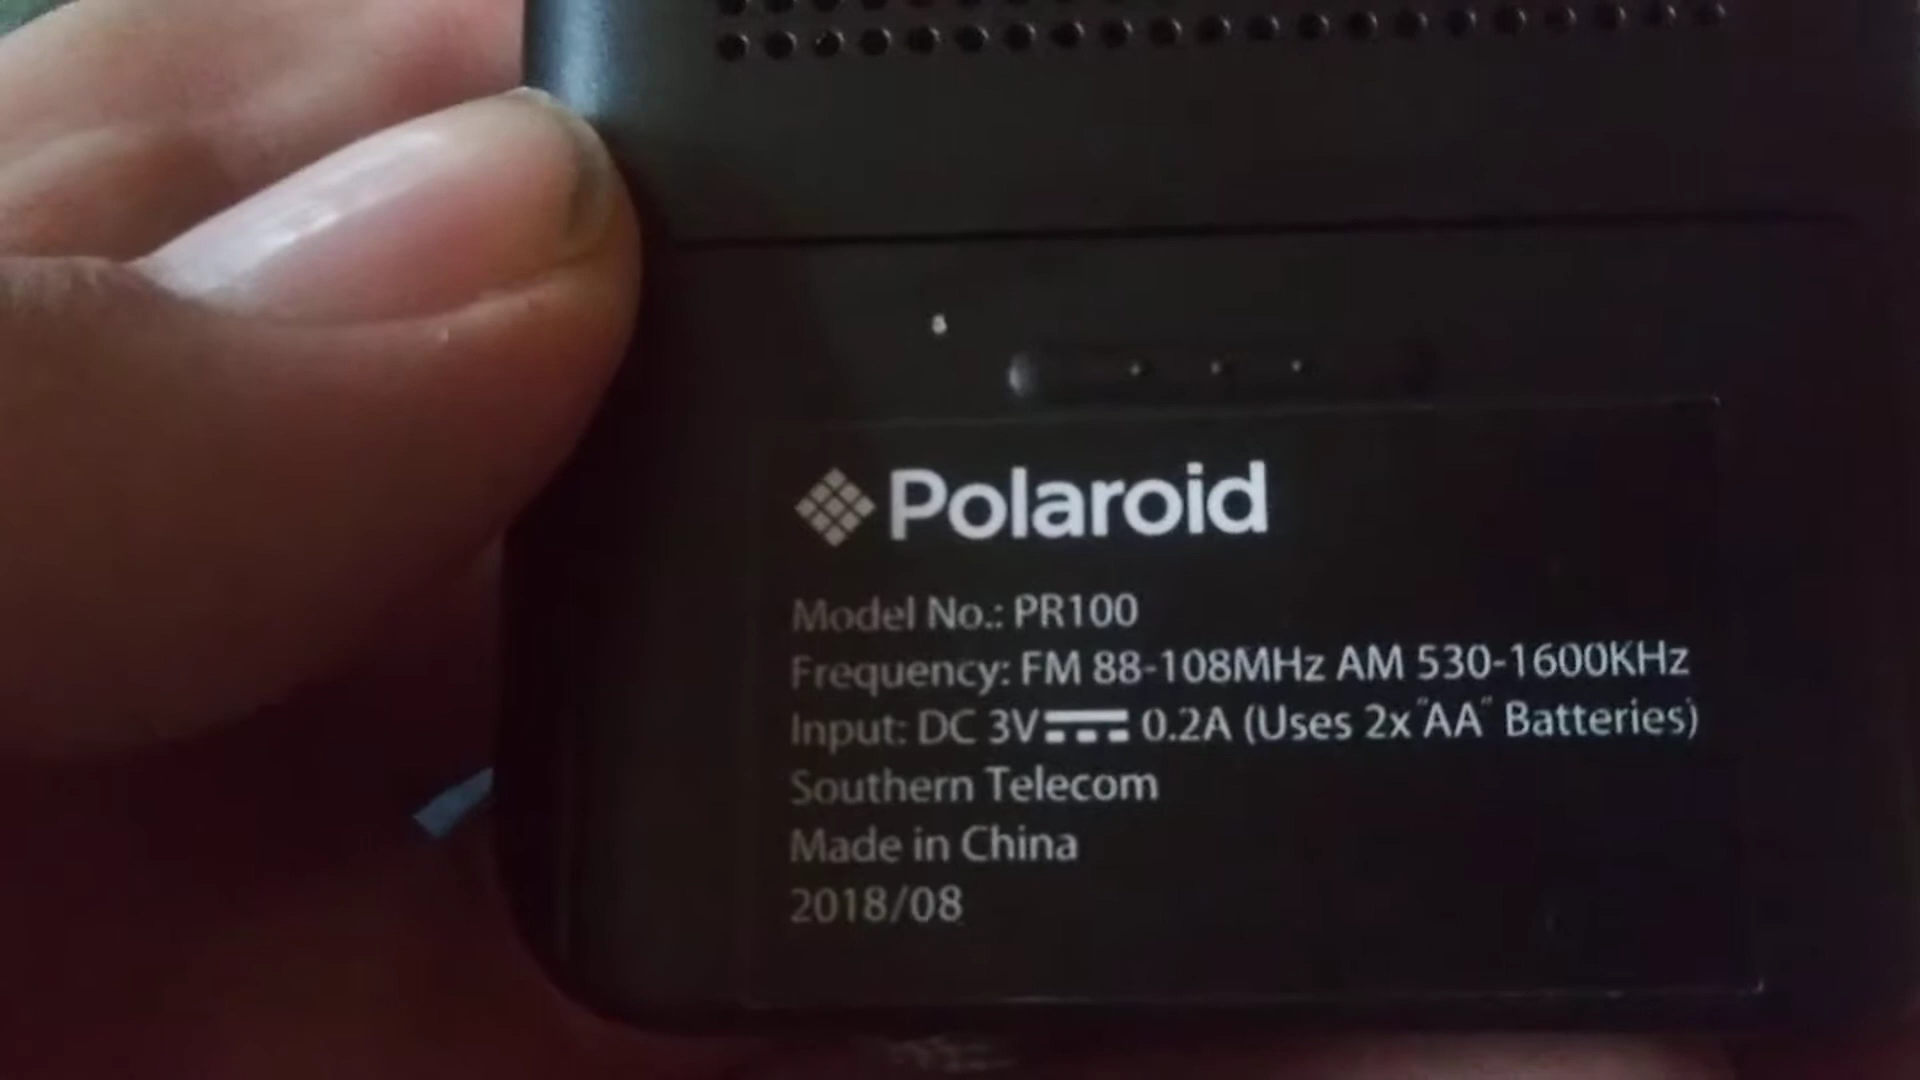 Polaroid
Model No.: PR100
Frequency: FM 88-108MHz AM 530-1600KHz
Input: DC 3V⎓ 0.2A (Uses 2x "AA" Batteries)
Southern Telecom
Made in China
2018/08